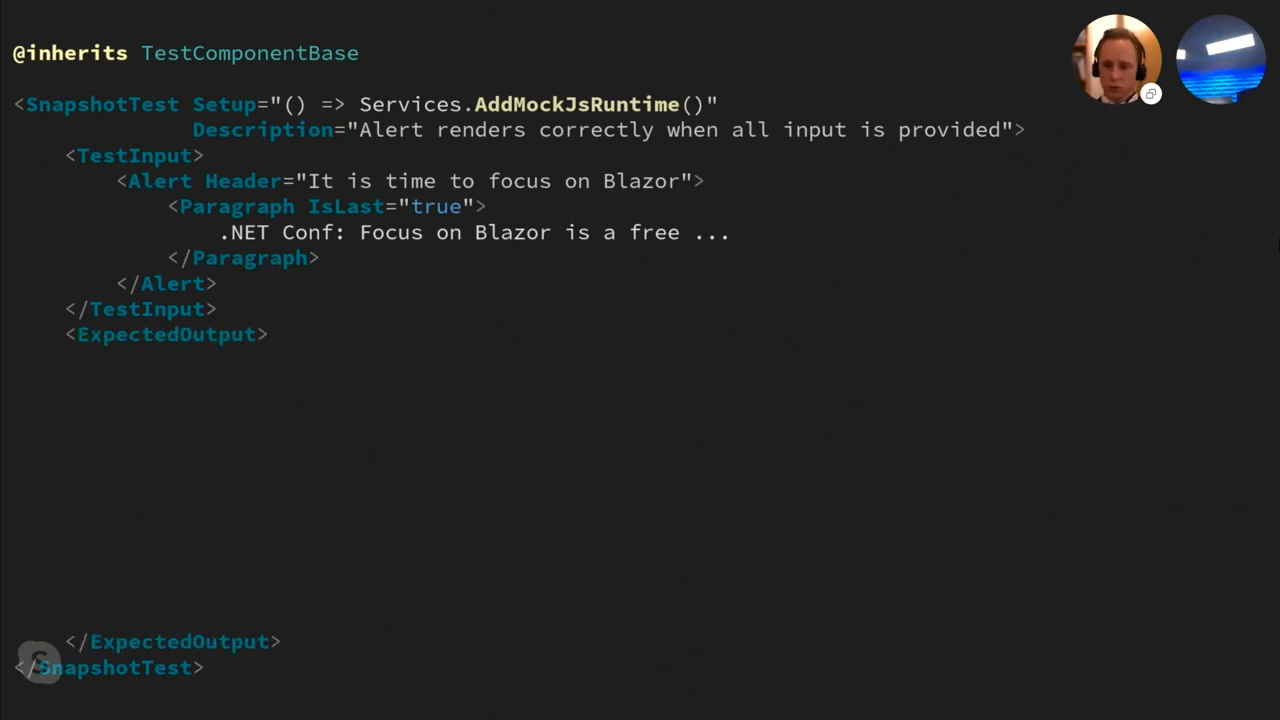 @inherits TestComponentBase
<SnapshotTest Setup="() => Services.AddMockJsRuntime()"
Description="Alert renders correctly when all input is provided">
<TestInput>
<Alert Header="It is time to focus on Blazor">
<Paragraph IsLast="true">
.NET Conf: Focus on Blazor is a free ...
</Paragraph>
</Alert>
</TestInput>
<ExpectedOutput>
</ExpectedOutput>
</SnapshotTest>